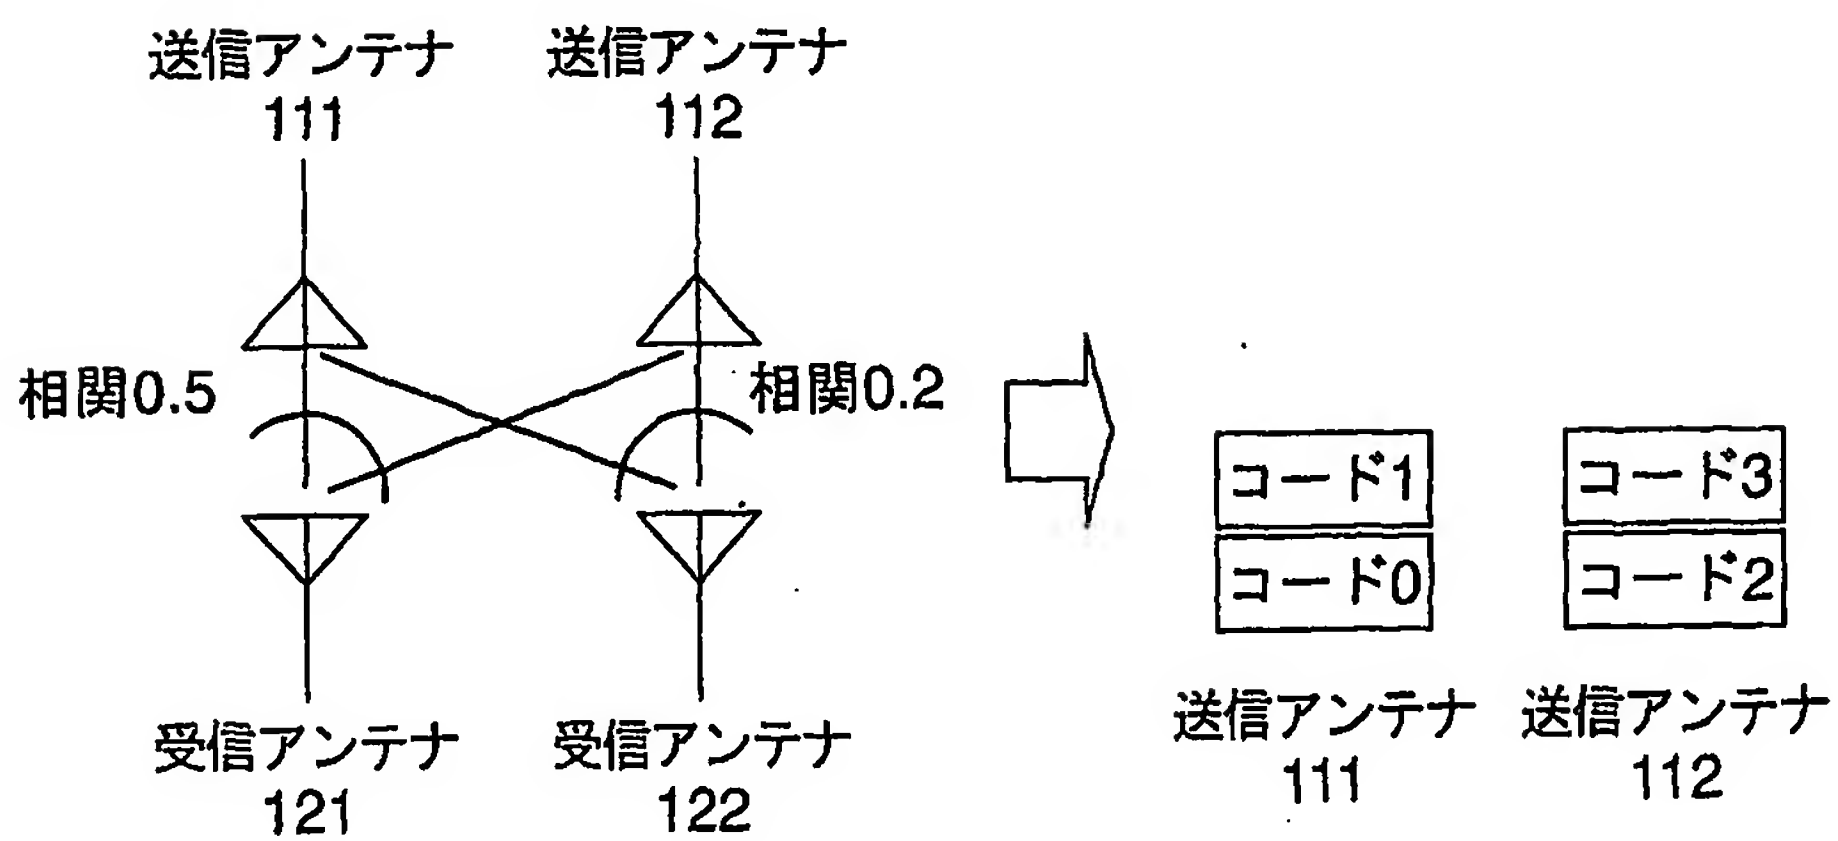 送信アンテナ
111
送信アンテナ
112
相関0.5
相関0.2
受信アンテナ
121
受信アンテナ
122
コード1
コード0
送信アンテナ
111
コード3
コード2
送信アンテナ
112